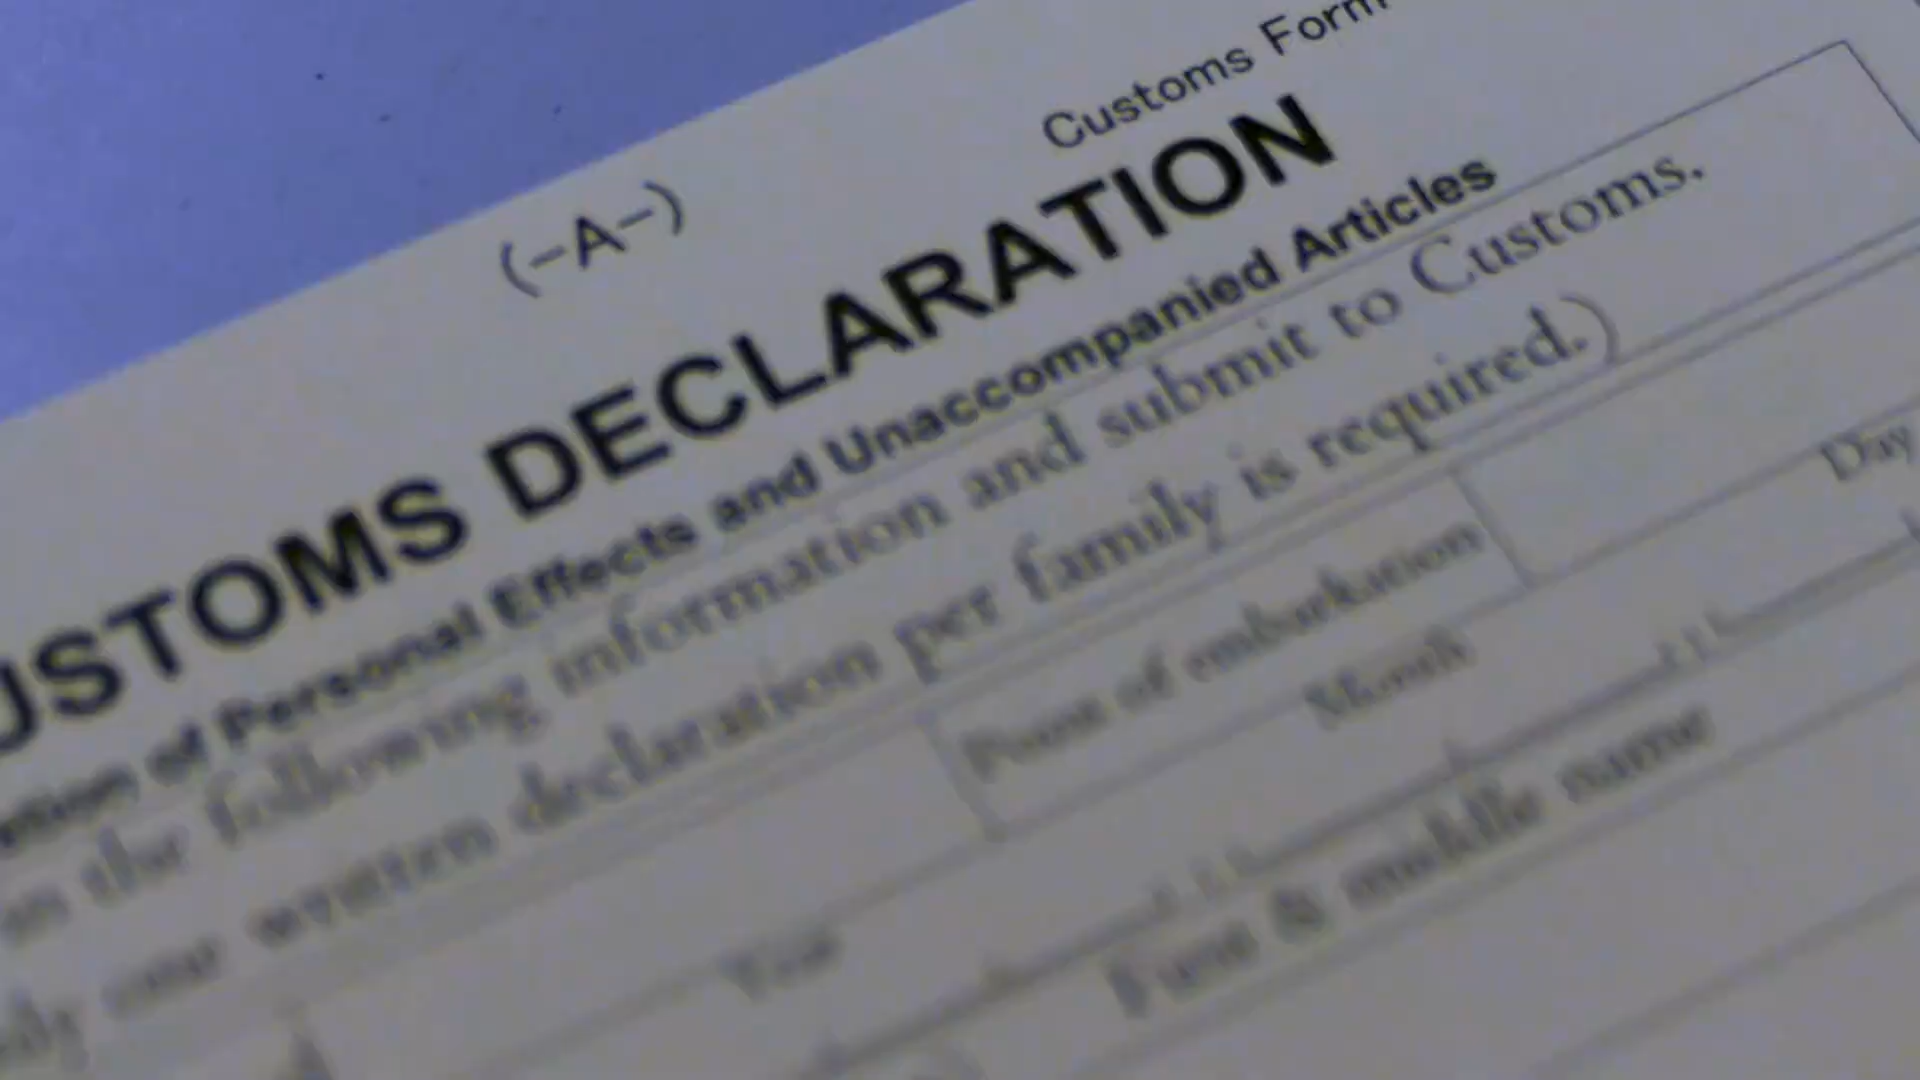 (-A-)
Customs Form
USTOMS DECLARATION
of Personal Effects and Unaccompanied Articles
the following information and submit to Customs.
written declaration per family is required.)
of embarkation
Day
Month
Year
First & middle name